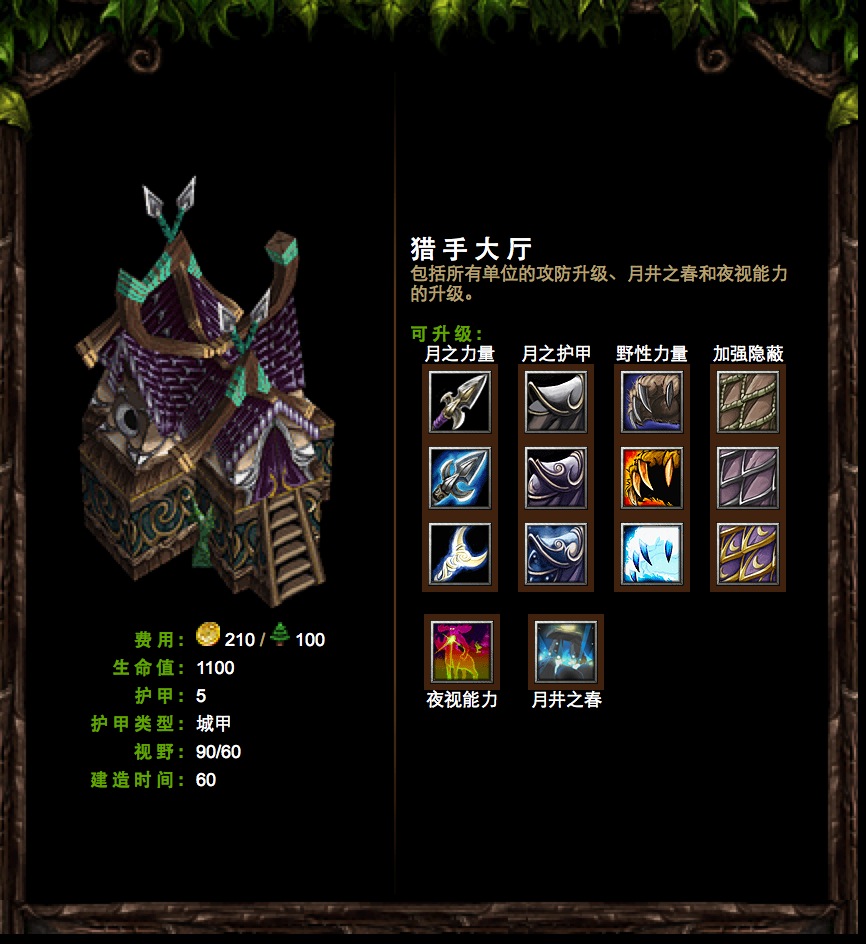 猎手大厅
包括所有单位的攻防升级、月井之春和夜视能力
的升级。
可升级：
月之力量 月之护甲 野性力量 加强隐蔽
夜视能力 月井之春
费用： 210 / 100
生命值： 1100
护甲： 5
护甲类型： 城甲
视野： 90/60
建造时间： 60